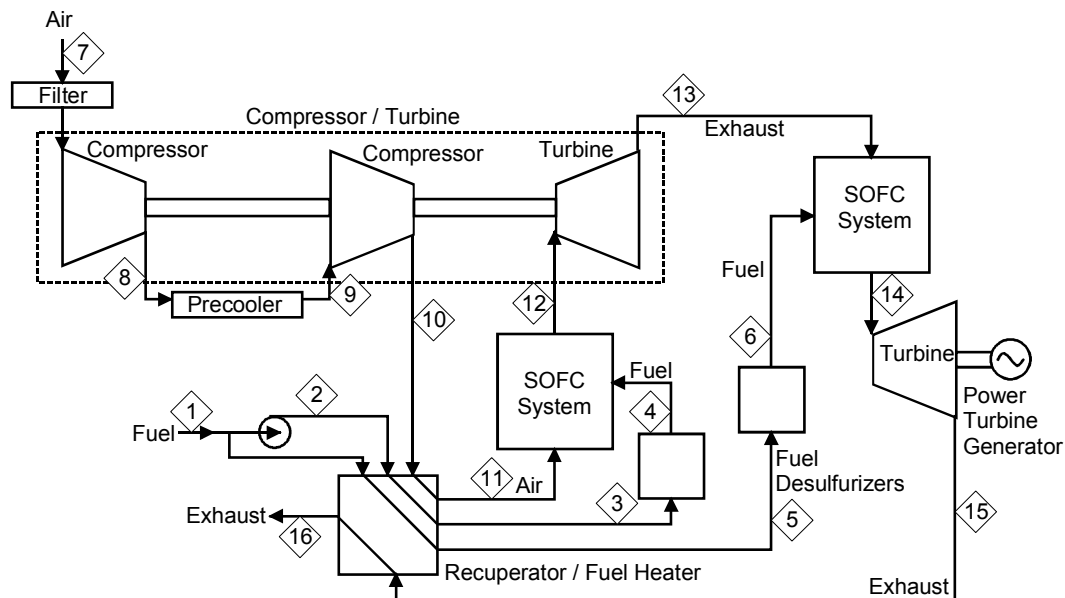 Air
7
Filter
13
Compressor / Turbine
Exhaust
Compressor
Compressor
Turbine
SOFC
System
Fuel
8
9
12
14
Precooler
10
6
SOFC
System
Fuel
Turbine
1
2
4
Power
Turbine
Generator
Fuel
Fuel
Desulfurizers
11
Air
3
5
15
Exhaust
16
Recuperator / Fuel Heater
Exhaust